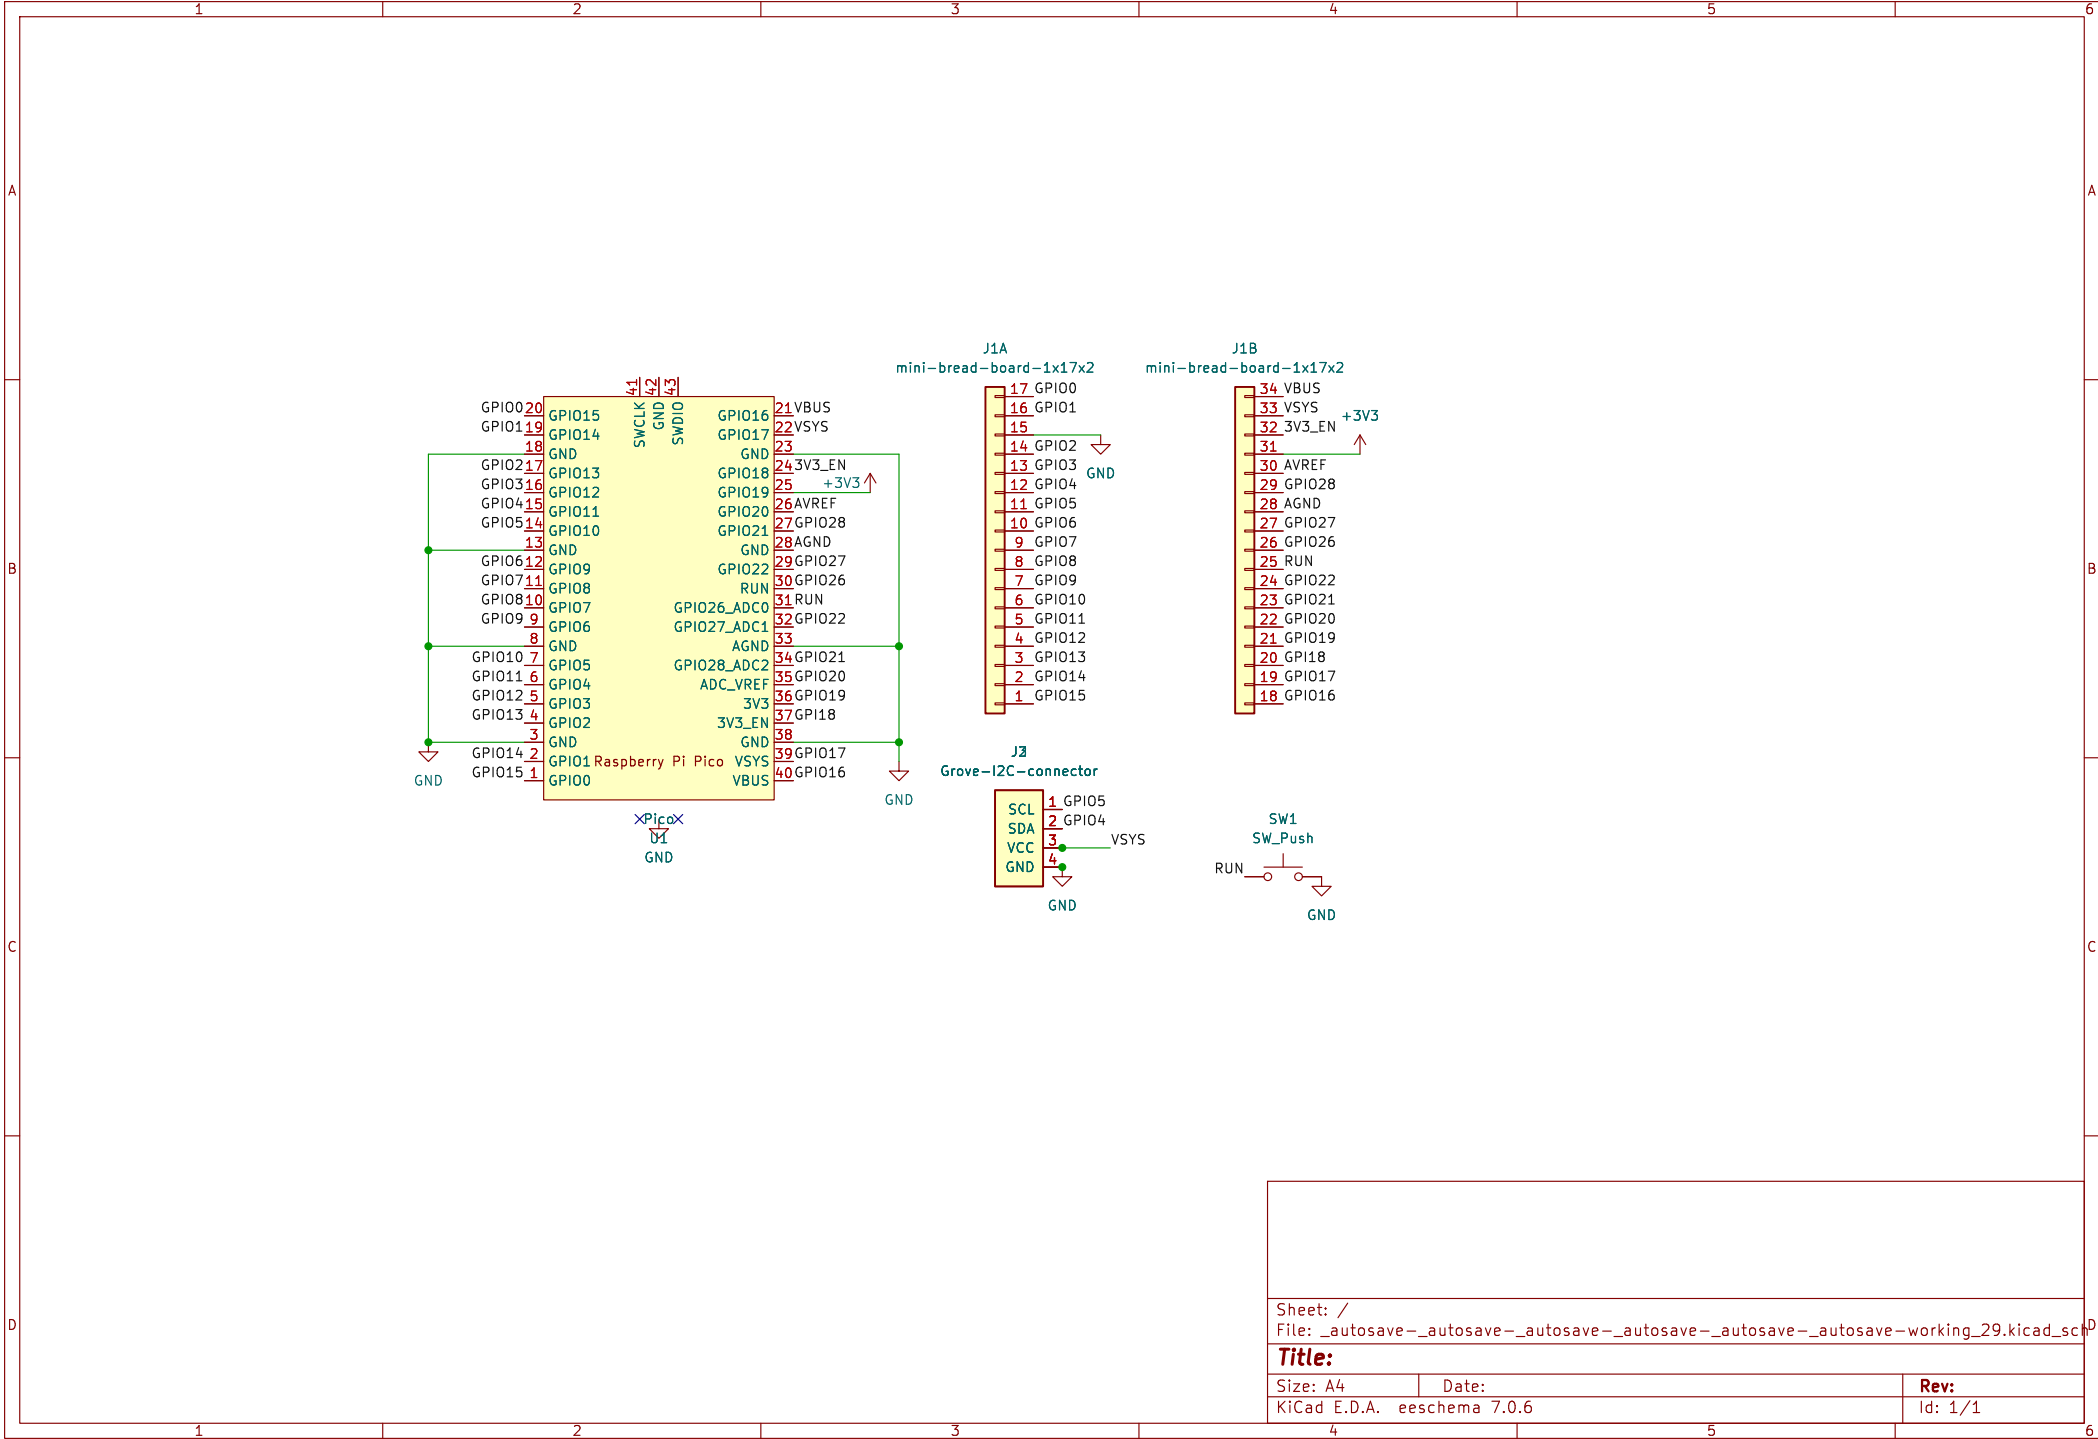 1 2 3 4 5 6
A A
B B
C C
D D
1 2 3 4 5 6
J1A
mini-bread-board-1x17x2
17 GPIO0
16 GPIO1
15
14 GPIO2
13 GPIO3
12 GPIO4
11 GPIO5
10 GPIO6
9 GPIO7
8 GPIO8
7 GPIO9
6 GPIO10
5 GPIO11
4 GPIO12
3 GPIO13
2 GPIO14
1 GPIO15
GND
J1B
mini-bread-board-1x17x2
34 VBUS
33 VSYS
32 3V3_EN
31
30 AVREF
29 GPIO28
28 AGND
27 GPIO27
26 GPIO26
25 RUN
24 GPIO22
23 GPIO21
22 GPIO20
21 GPIO19
20 GPI18
19 GPIO17
18 GPIO16
+3V3
41 42 43
SWCLK
GND
SWDIO
GPIO0 20 GPIO15
GPIO1 19 GPIO14
18 GND
GPIO2 17 GPIO13
GPIO3 16 GPIO12
GPIO4 15 GPIO11
GPIO5 14 GPIO10
13 GND
GPIO6 12 GPIO9
GPIO7 11 GPIO8
GPIO8 10 GPIO7
GPIO9 9 GPIO6
8 GND
GPIO10 7 GPIO5
GPIO11 6 GPIO4
GPIO12 5 GPIO3
GPIO13 4 GPIO2
3 GND
GPIO14 2 GPIO1
GPIO15 1 GPIO0
GND
Raspberry Pi Pico
GPIO16 21 VBUS
GPIO17 22 VSYS
GND 23
GPIO18 24 3V3_EN
GPIO19 25 +3V3
GPIO20 26 AVREF
GPIO21 27 GPIO28
GND 28 AGND
GPIO22 29 GPIO27
RUN 30 GPIO26
GPIO26_ADC0 31 RUN
GPIO27_ADC1 32 GPIO22
AGND 33
GPIO28_ADC2 34 GPIO21
ADC_VREF 35 GPIO20
3V3 36 GPIO19
3V3_EN 37 GPI18
GND 38
VSYS 39 GPIO17
VBUS 40 GPIO16
GND
Pico
U1
GND
Grove-I2C-connector
SCL 1 GPIO5
SDA 2 GPIO4
VCC 3 VSYS
GND 4
GND
SW1
SW_Push
RUN
GND
Sheet: /
File: _autosave-_autosave-_autosave-_autosave-_autosave-_autosave-working_29.kicad_sch
Title:
Size: A4 Date: Rev:
KiCad E.D.A. eeschema 7.0.6 Id: 1/1